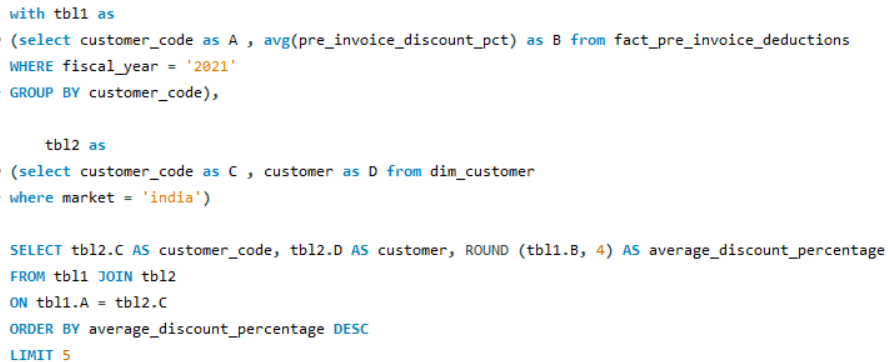 with tbl1 as
(select customer_code as A , avg(pre_invoice_discount_pct) as B from fact_pre_invoice_deductions
WHERE fiscal_year = '2021'
GROUP BY customer_code),
tbl2 as
(select customer_code as C , customer as D from dim_customer
where market = 'india')
SELECT tbl2.C AS customer_code, tbl2.D AS customer, ROUND (tbl1.B, 4) AS average_discount_percentage
FROM tbl1 JOIN tbl2
ON tbl1.A = tbl2.C
ORDER BY average_discount_percentage DESC
LIMIT 5